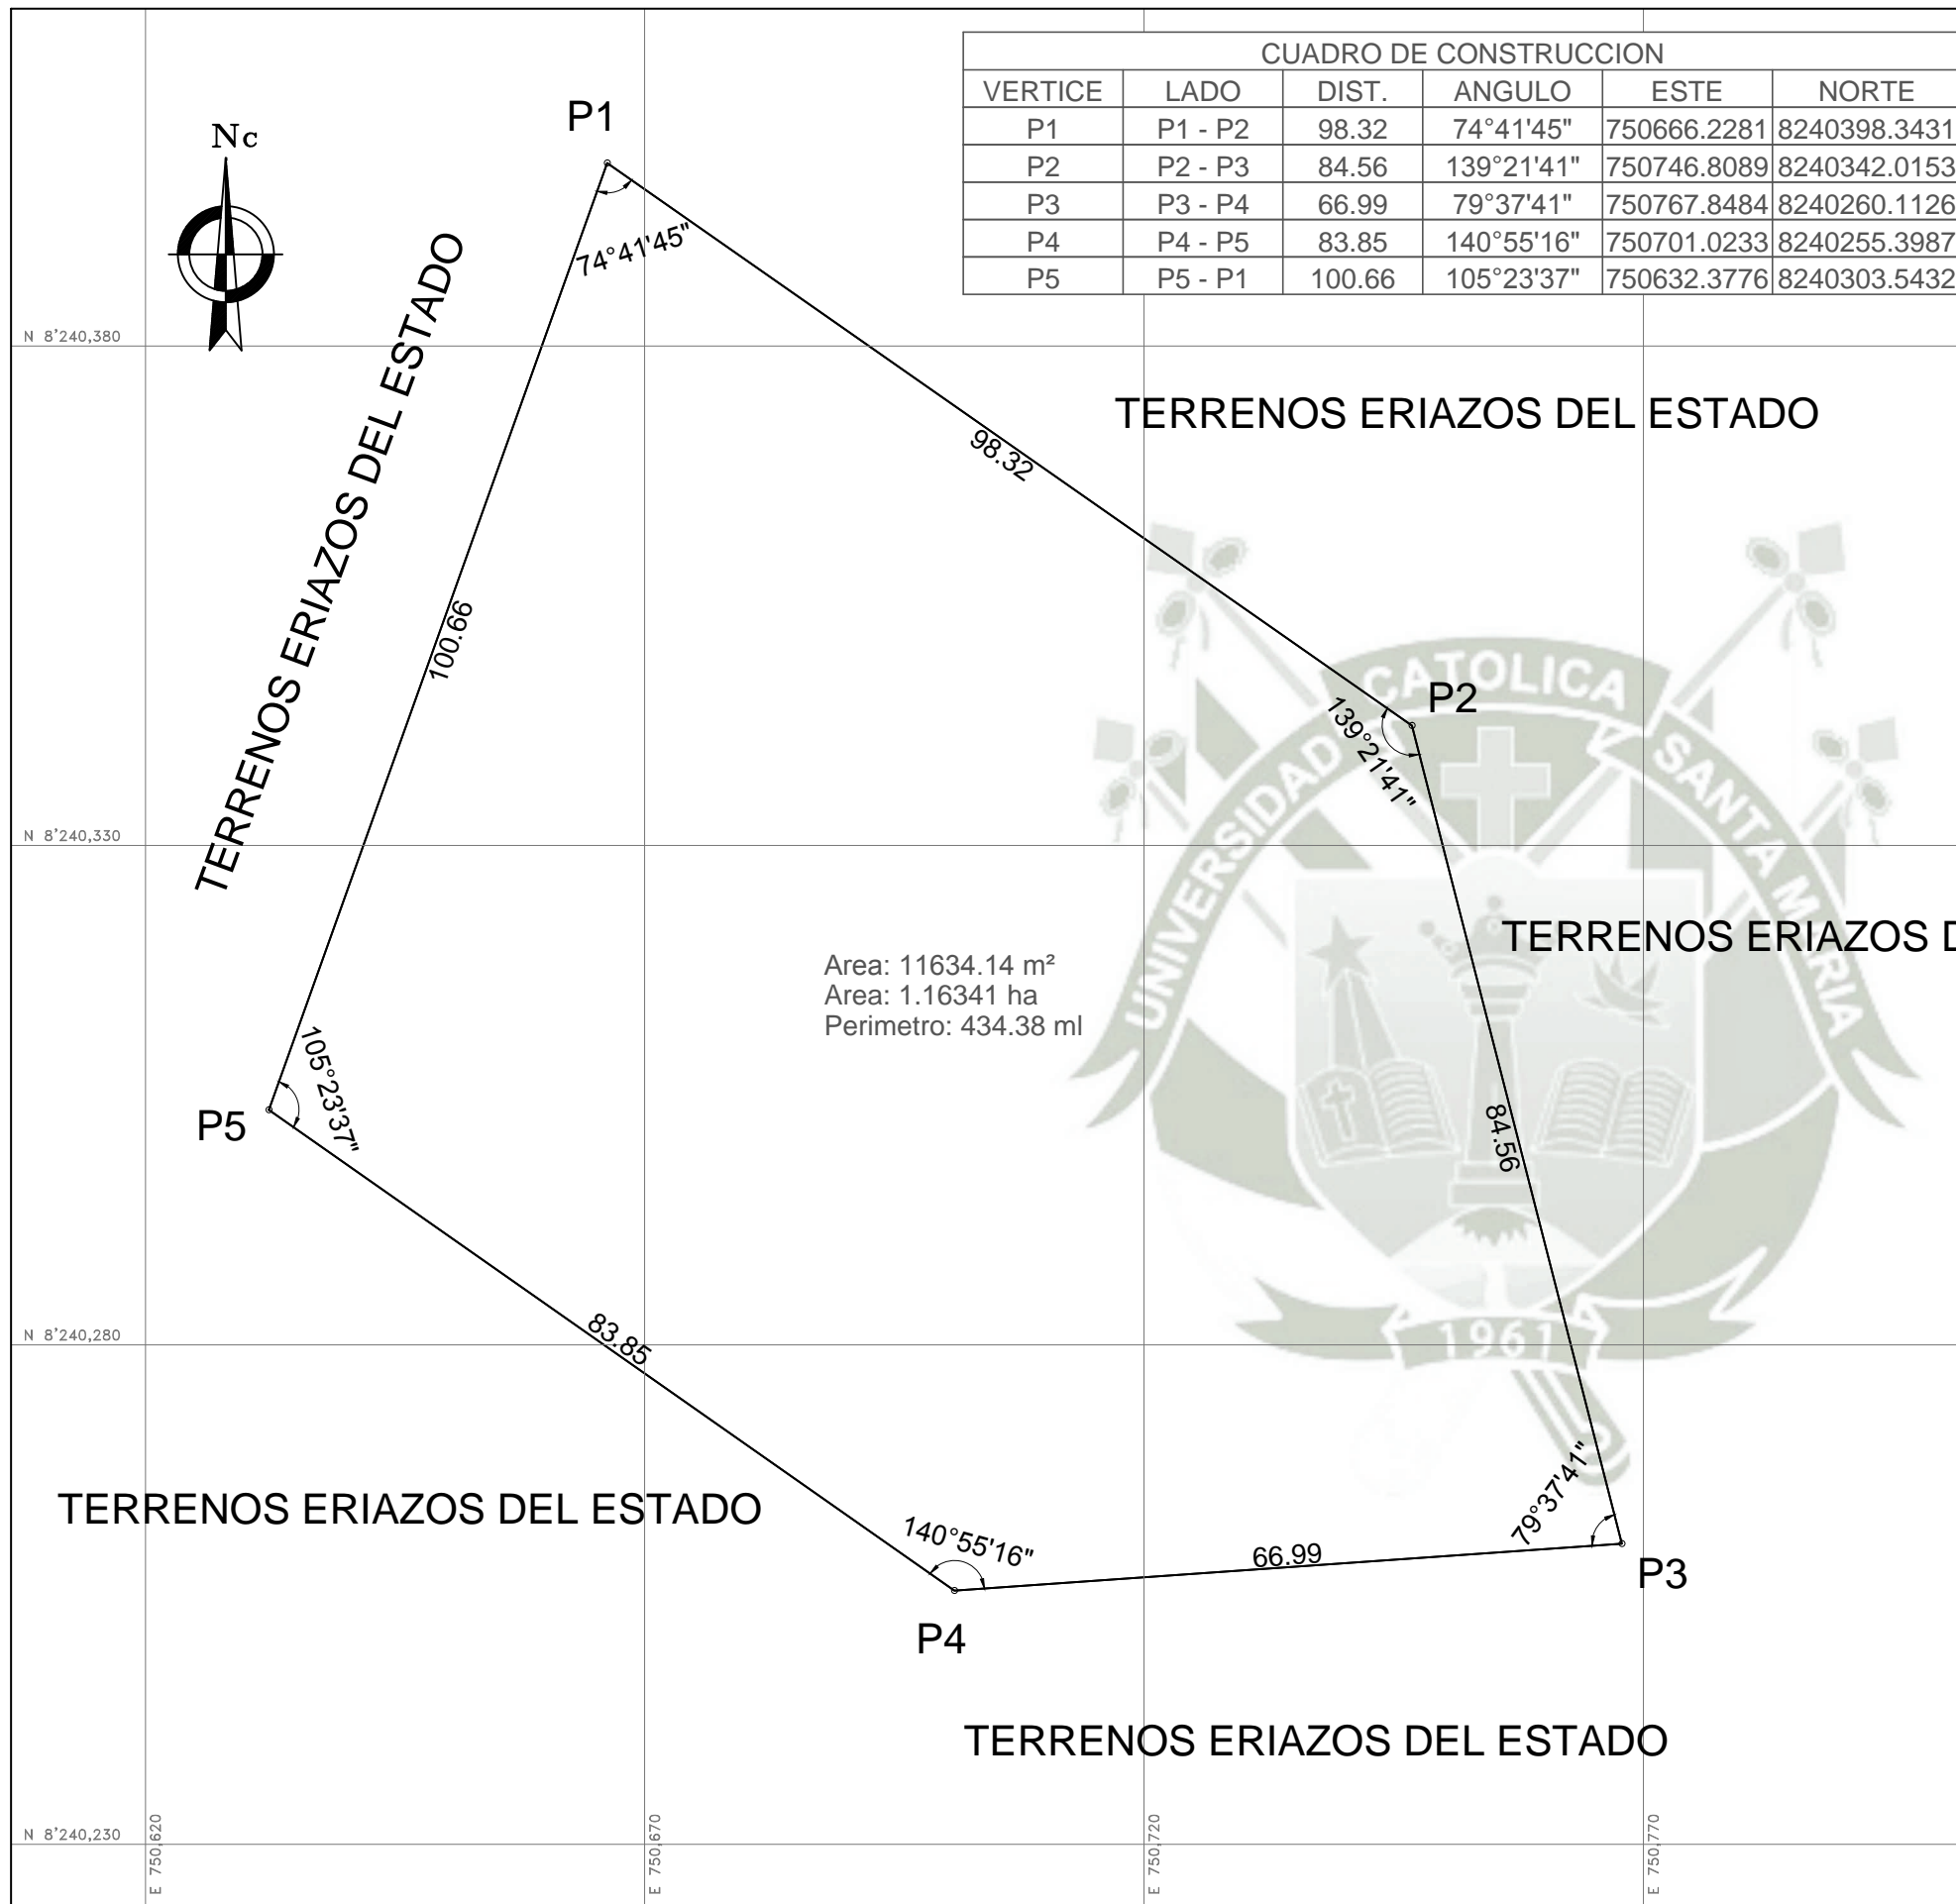 CUADRO DE CONSTRUCCION
VERTICE LADO DIST. ANGULO ESTE NORTE
P1 P1 - P2 98.32 74°41'45" 750666.2281 8240398.3431
P2 P2 - P3 84.56 139°21'41" 750746.8089 8240342.0153
P3 P3 - P4 66.99 79°37'41" 750767.8484 8240260.1126
P4 P4 - P5 83.85 140°55'16" 750701.0233 8240255.3987
P5 P5 - P1 100.66 105°23'37" 750632.3776 8240303.5432
Nc
P1
74°41'45"
N 8'240,380
TERRENOS ERIAZOS DEL ESTADO
TERRENOS ERIAZOS DEL ESTADO
98.32
100.66
P2
139°21'41"
UNIVERSIDAD CATOLICA SANTA MARIA
N 8'240,330
TERRENOS ERIAZOS D
Area: 11634.14 m²
Area: 1.16341 ha
Perimetro: 434.38 ml
105°23'37"
P5
84.56
83.85
N 8'240,280
1961
TERRENOS ERIAZOS DEL ESTADO
140°55'16"
66.99
79°37'41"
P3
P4
TERRENOS ERIAZOS DEL ESTADO
N 8'240,230
E 750,620
E 750,670
E 750,720
E 750,770